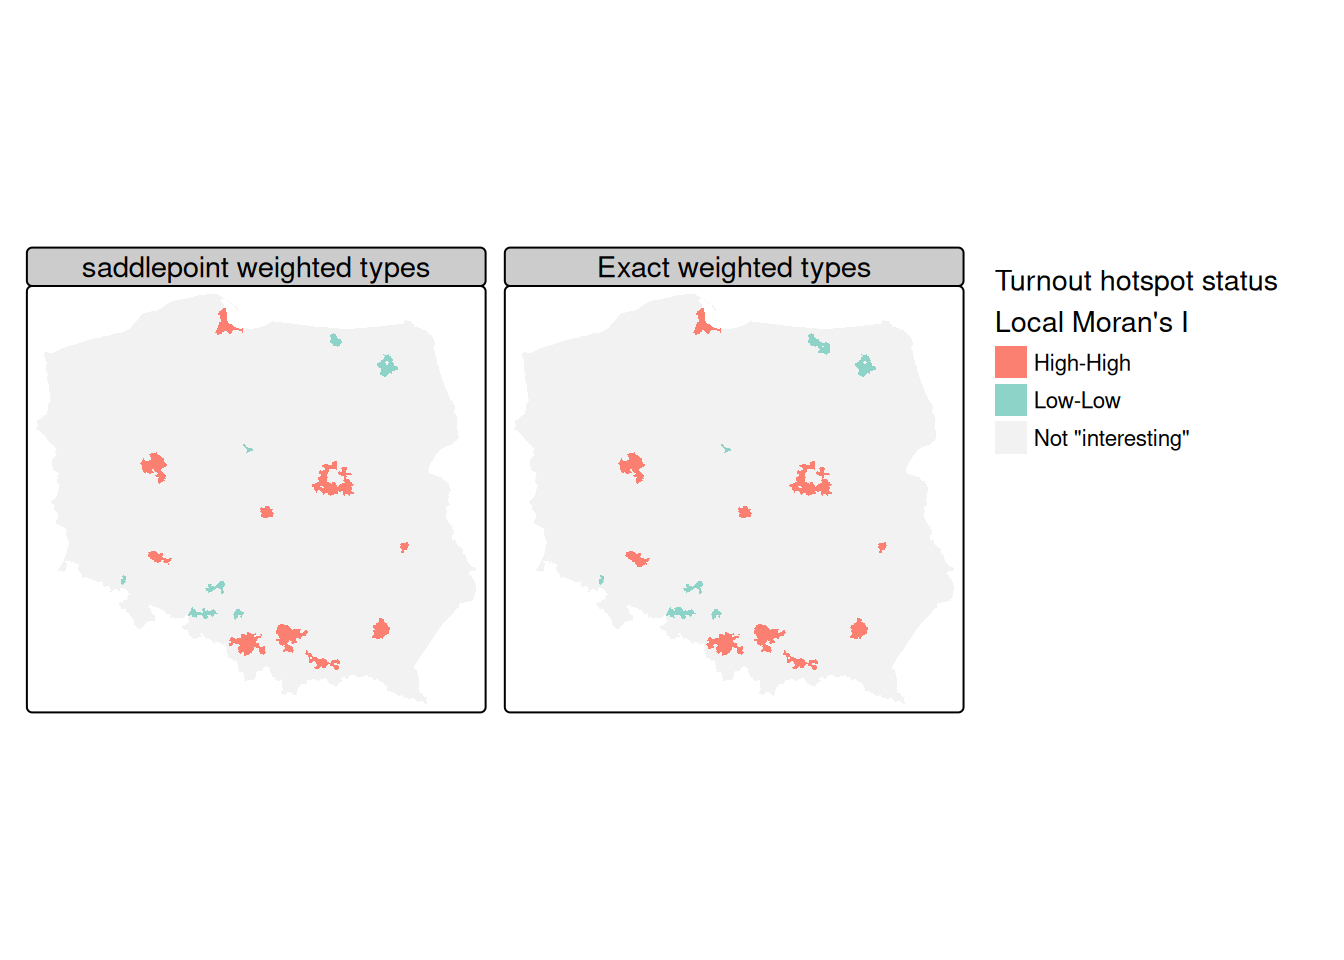 saddlepoint weighted types
Exact weighted types
Turnout hotspot status
Local Moran's I
High-High
Low-Low
Not "interesting"